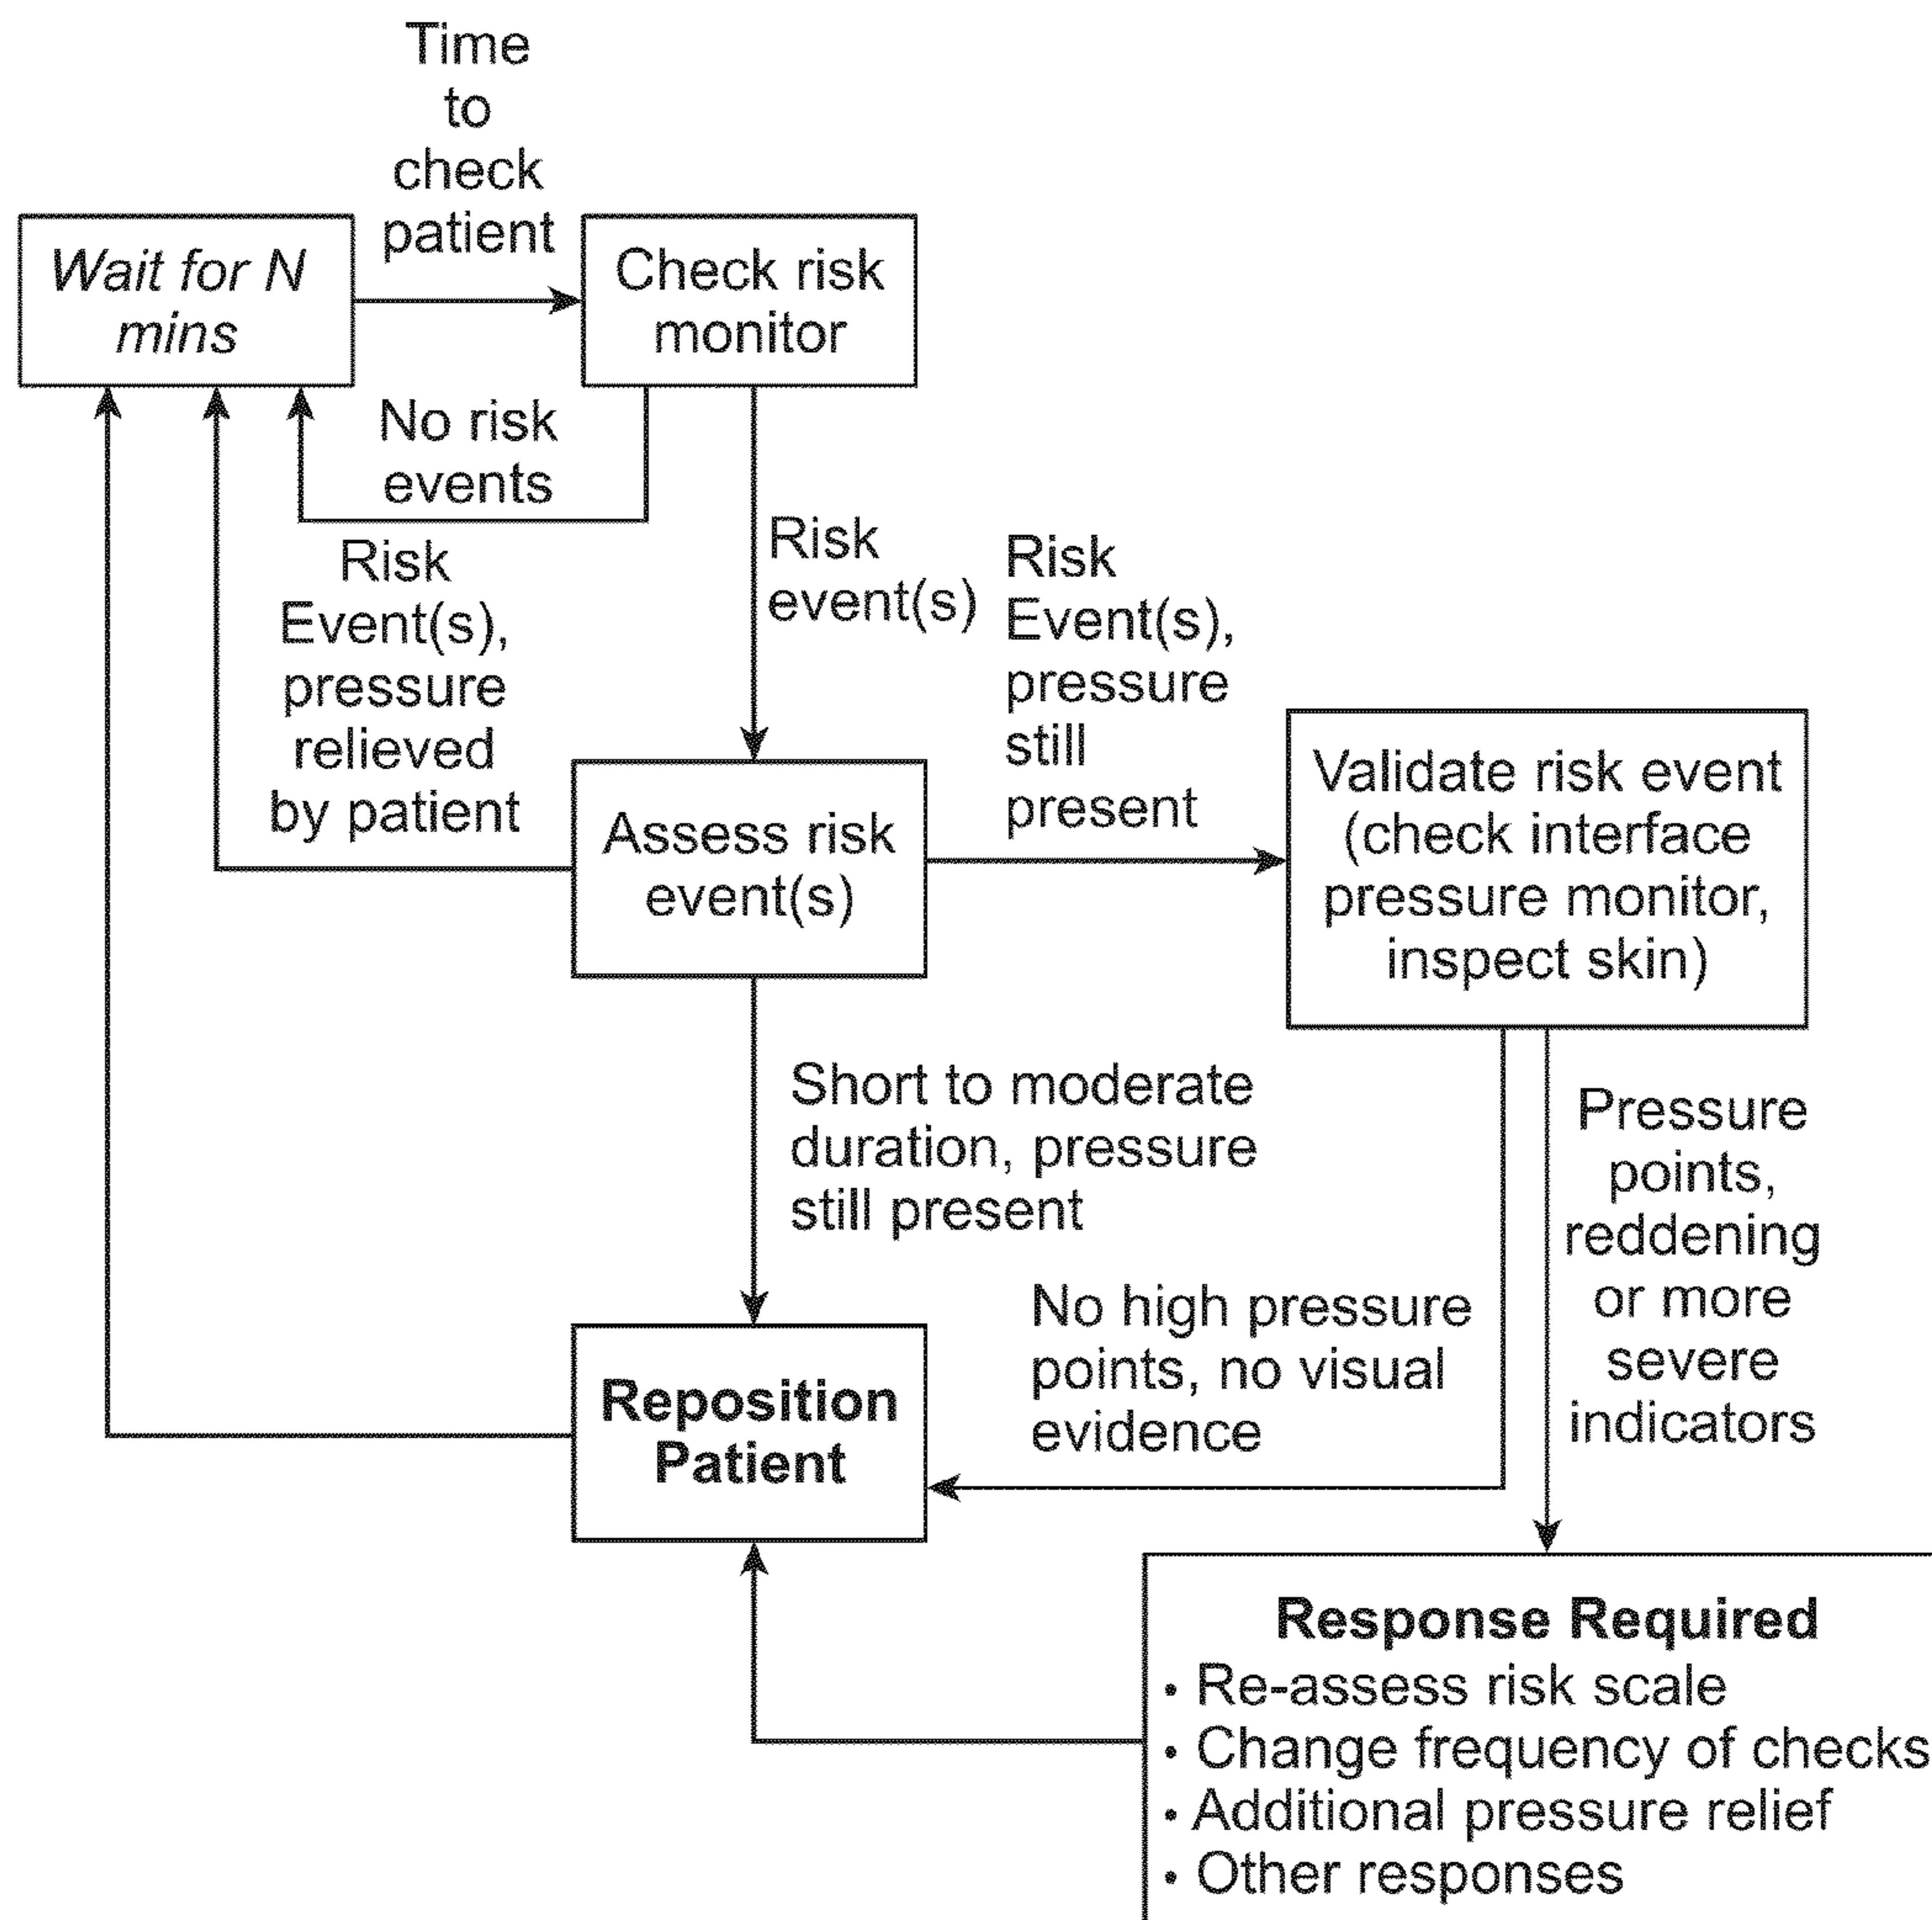 Time
to
check
patient
Wait for N
mins
Check risk
monitor
No risk
events
Risk
event(s)
Risk
Event(s),
pressure
relieved
by patient
Risk
Event(s),
pressure
still
present
Assess risk
event(s)
Validate risk event
(check interface
pressure monitor,
inspect skin)
Short to moderate
duration, pressure
still present
Pressure
points,
reddening
or more
severe
indicators
No high pressure
points, no visual
evidence
Reposition
Patient
Response Required
• Re-assess risk scale
• Change frequency of checks
• Additional pressure relief
• Other responses